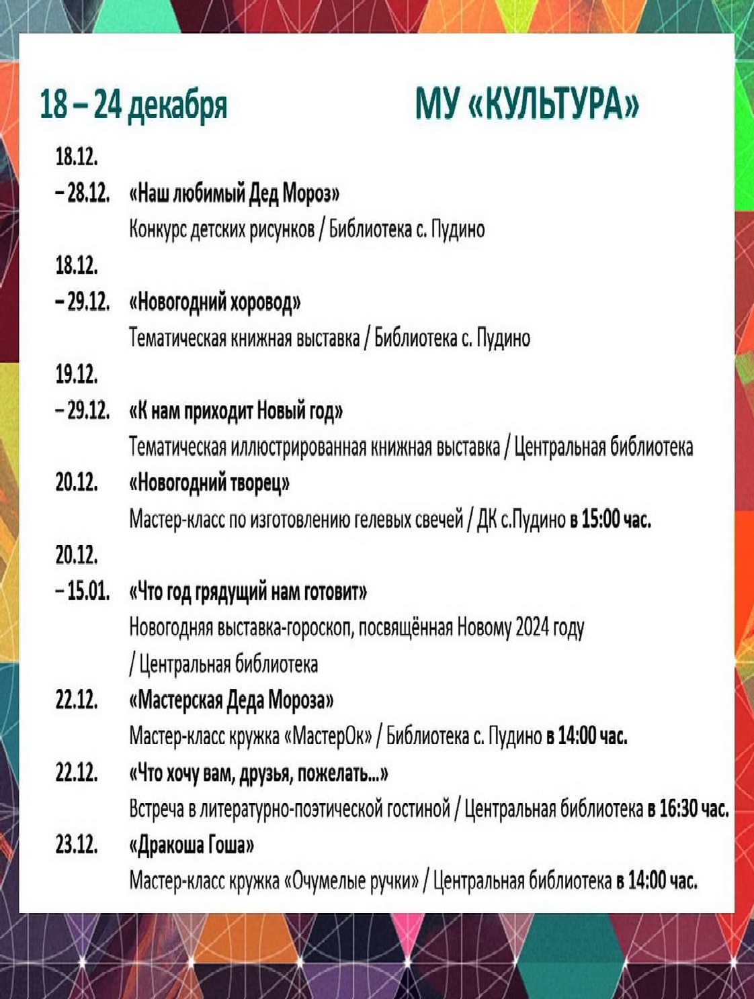 18 – 24 декабря МУ «КУЛЬТУРА»
18.12.
– 28.12. «Наш любимый Дед Мороз»
Конкурс детских рисунков / Библиотека с. Пудино
18.12.
– 29.12. «Новогодний хоровод»
Тематическая книжная выставка / Библиотека с. Пудино
19.12.
– 29.12. «К нам приходит Новый год»
Тематическая иллюстрированная книжная выставка / Центральная библиотека
20.12. «Новогодний творец»
Мастер-класс по изготовлению гелевых свечей / ДК с.Пудино в 15:00 час.
20.12.
– 15.01. «Что год грядущий нам готовит»
Новогодняя выставка-гороскоп, посвящённая Новому 2024 году
/ Центральная библиотека
22.12. «Мастерская Деда Мороза»
Мастер-класс кружка «МастерОк» / Библиотека с. Пудино в 14:00 час.
22.12. «Что хочу вам, друзья, пожелать...»
Встреча в литературно-поэтической гостиной / Центральная библиотека в 16:30 час.
23.12. «Дракоша Гоша»
Мастер-класс кружка «Очумелые ручки» / Центральная библиотека в 14:00 час.